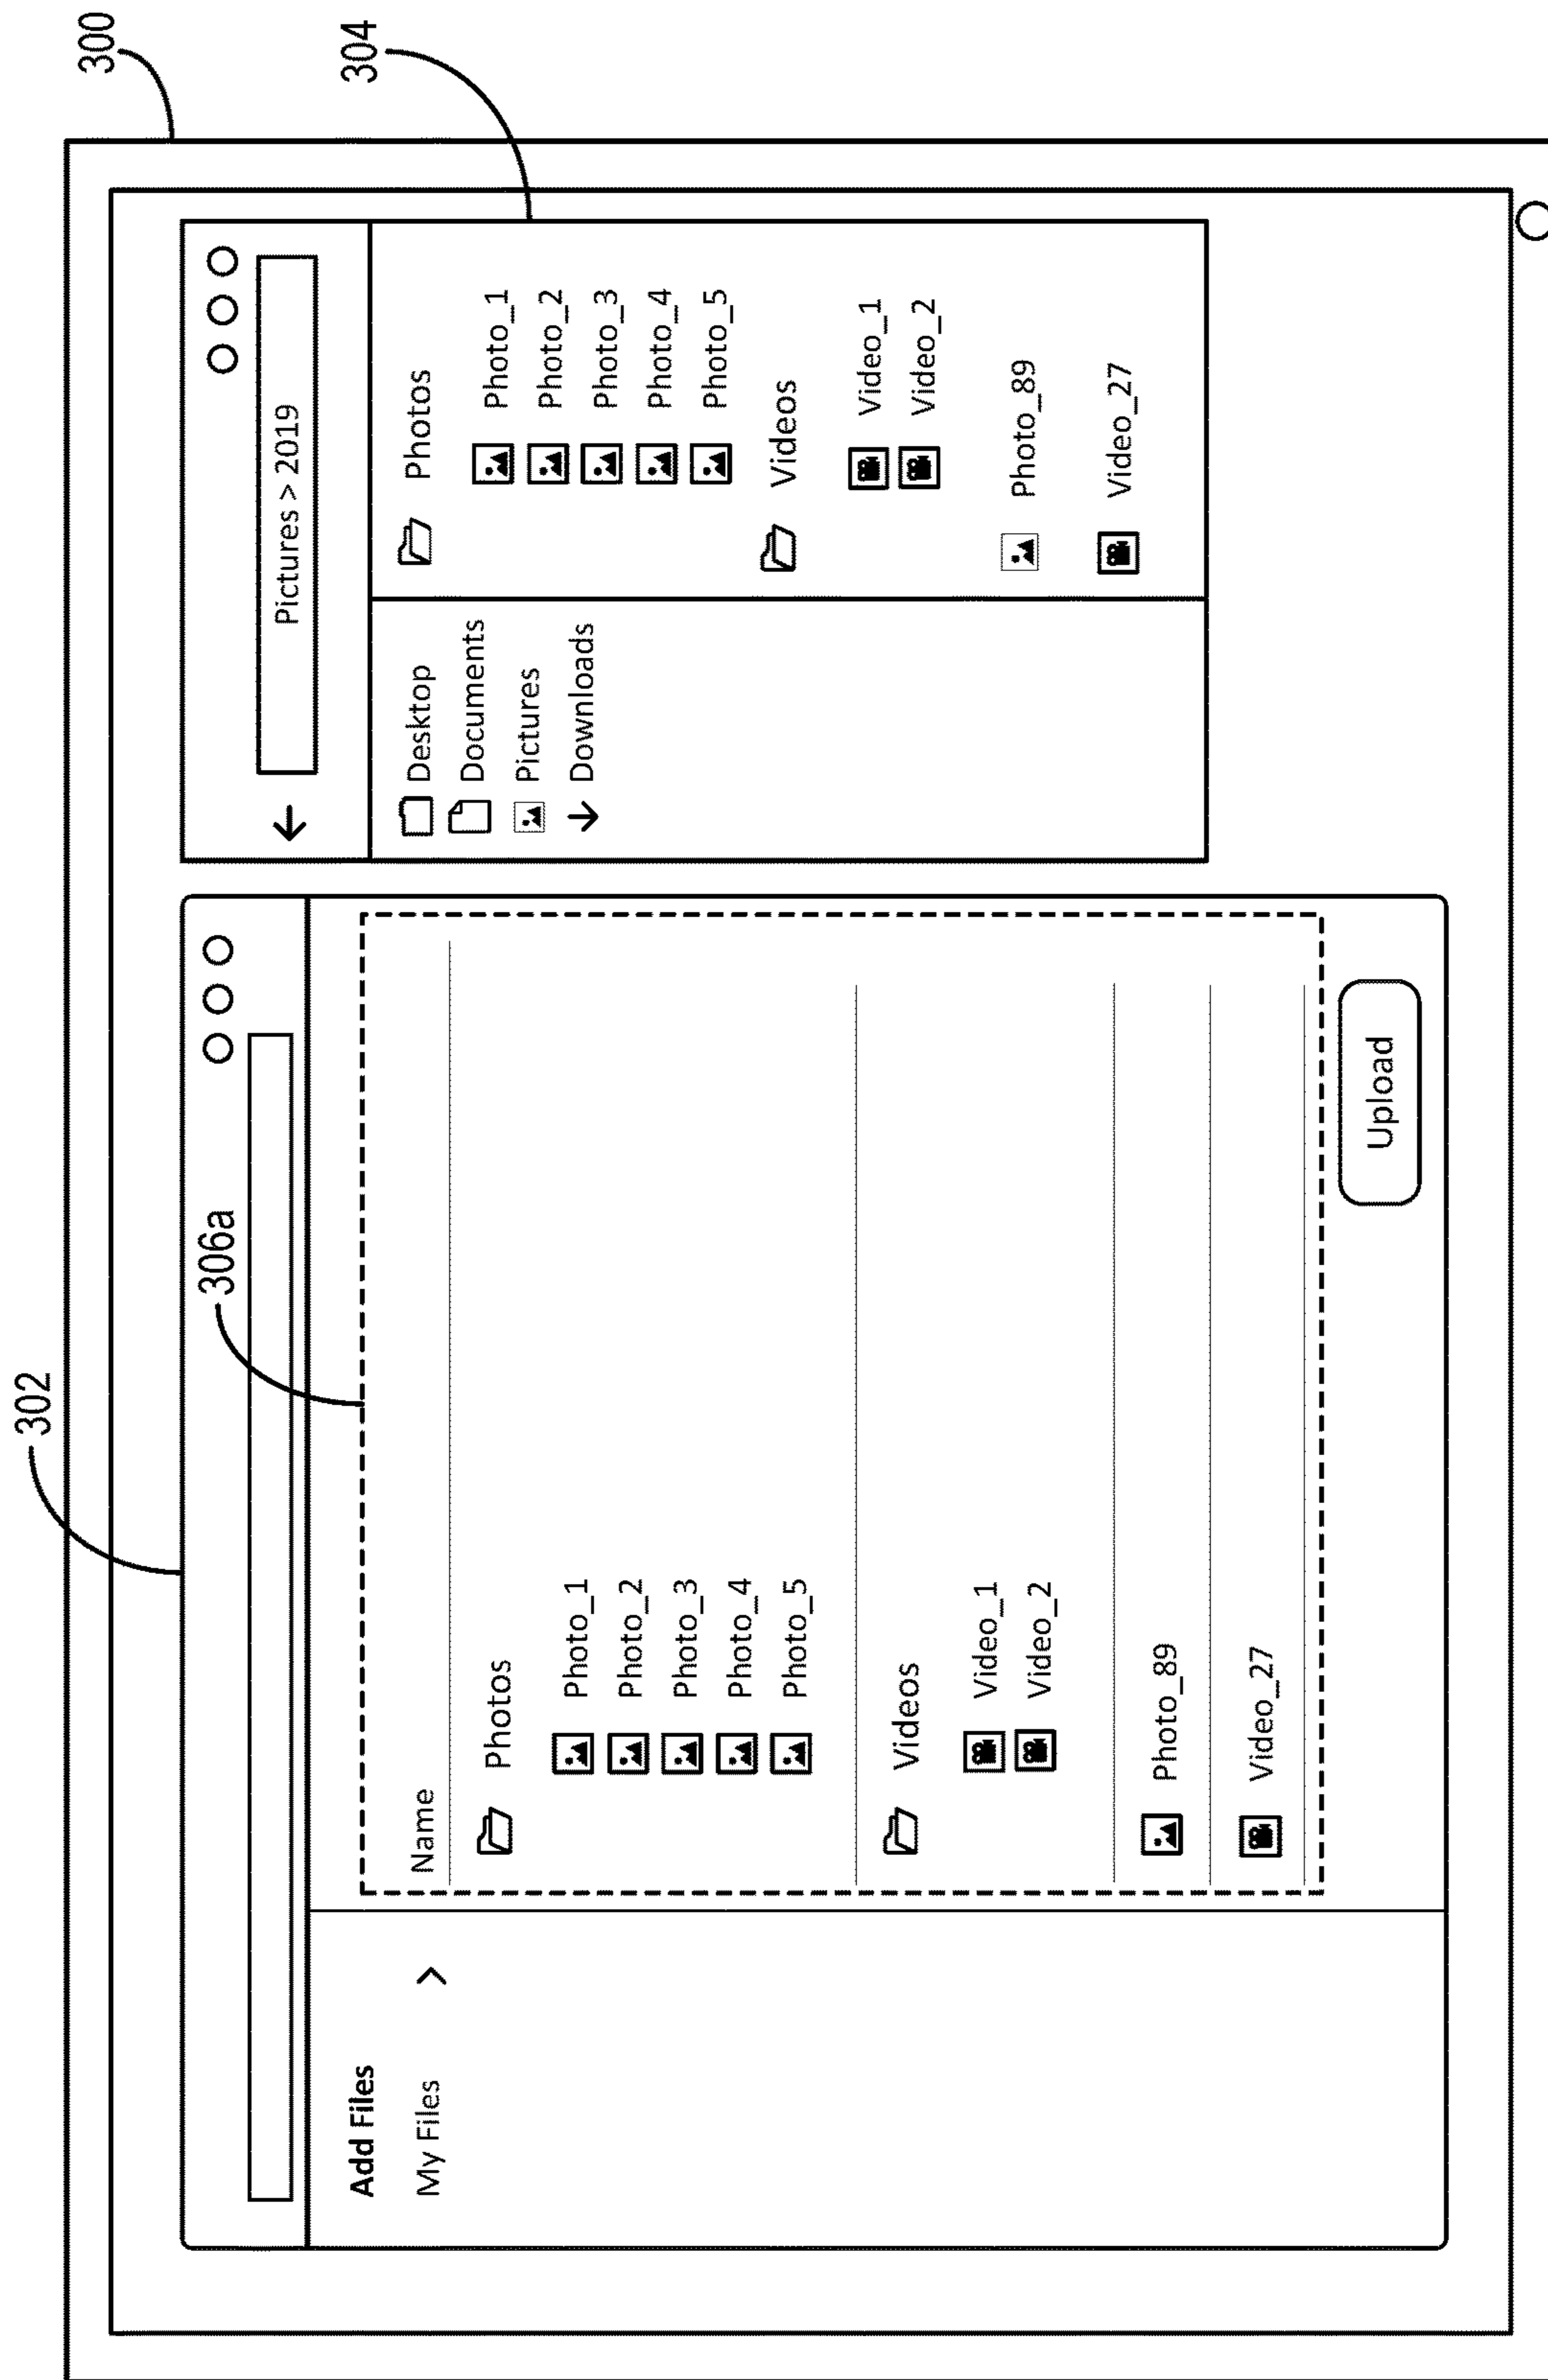 300
302
304
306a
Add Files
My Files >
Name
Photos
Photo_1
Photo_2
Photo_3
Photo_4
Photo_5
Videos
Video_1
Video_2
Photo_89
Video_27
Upload
Pictures > 2019
Desktop
Documents
Pictures
Downloads
Photos
Photo_1
Photo_2
Photo_3
Photo_4
Photo_5
Videos
Video_1
Video_2
Photo_89
Video_27